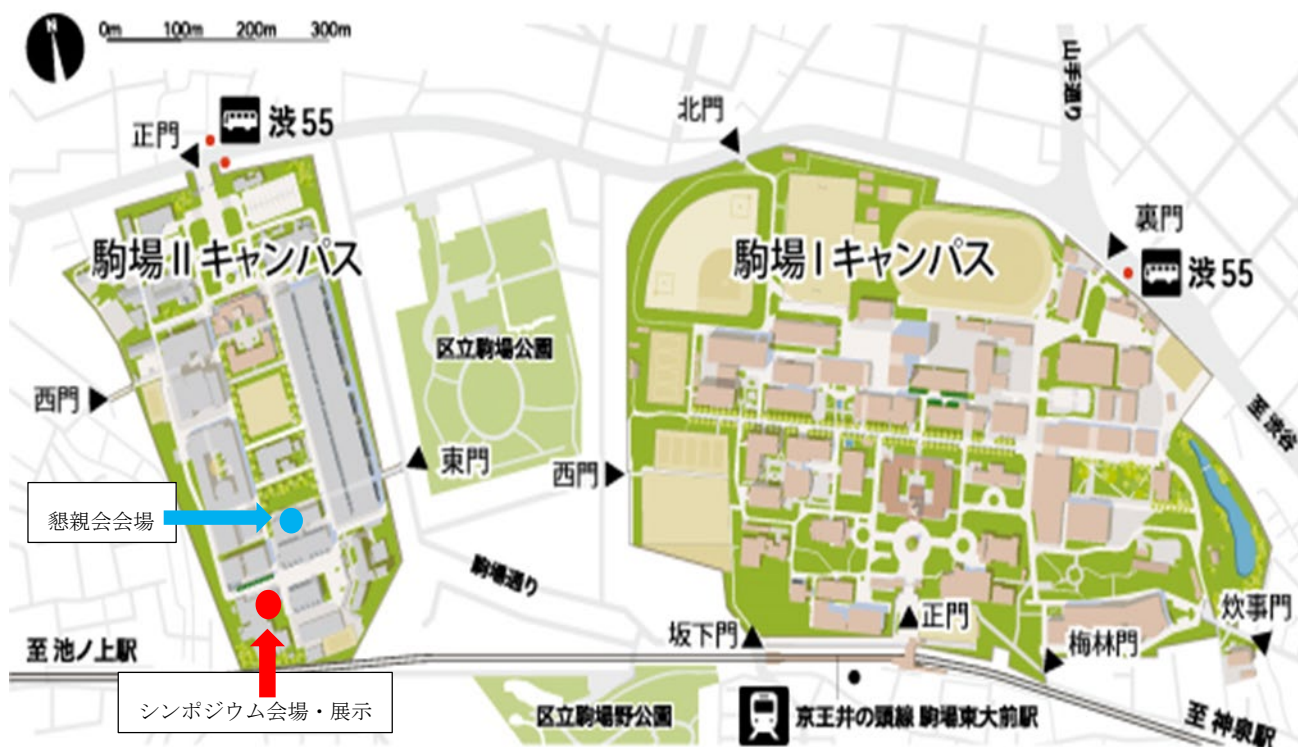 N
0m 100m 200m 300m
山手通り
正門
渋55
北門
裏門
渋55
駒場IIキャンパス
駒場Iキャンパス
区立駒場公園
西門
至渋谷
東門
西門
懇親会会場
駒場通り
炊事門
正門
坂下門
梅林門
至 池ノ上駅
シンポジウム会場・展示
区立駒場野公園
京王井の頭線 駒場東大前駅
至 神泉駅